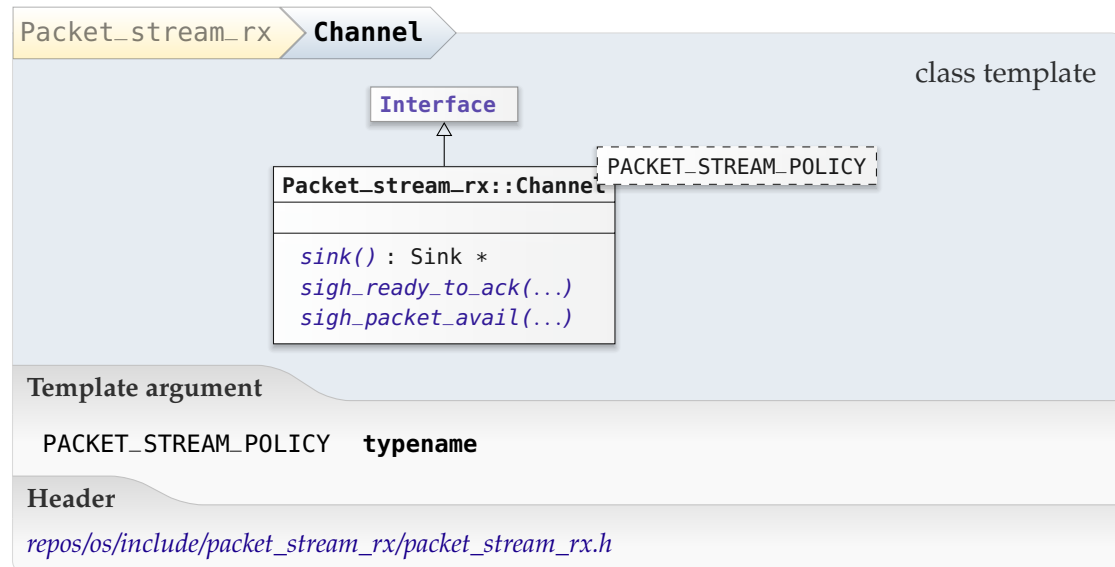 Packet_stream_rx Channel
class template
Interface
PACKET_STREAM_POLICY
Packet_stream_rx::Channel
sink() : Sink *
sigh_ready_to_ack(...)
sigh_packet_avail(...)
Template argument
PACKET_STREAM_POLICY typename
Header
repos/os/include/packet_stream_rx/packet_stream_rx.h